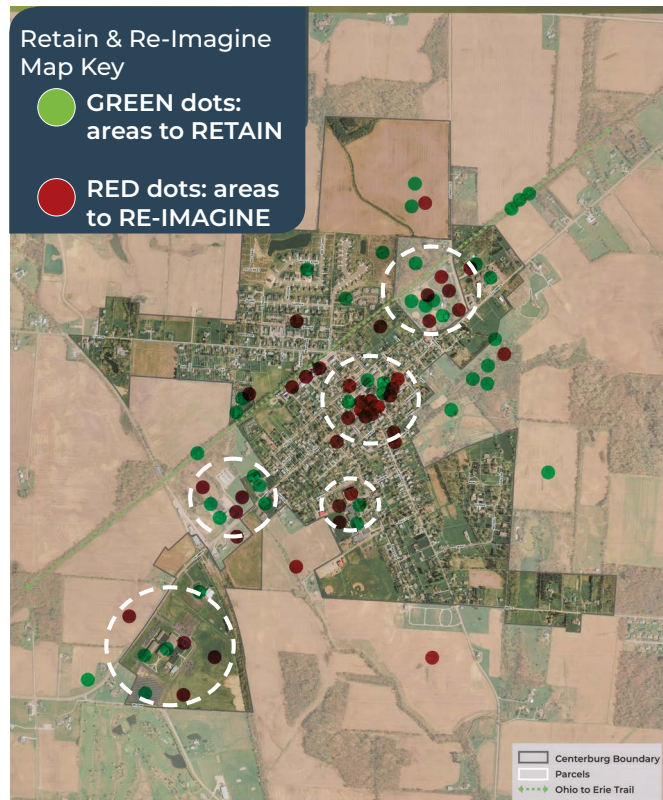 Retain & Re-Imagine
Map Key
GREEN dots:
areas to RETAIN
RED dots: areas
to RE-IMAGINE
Centerburg Boundary
Parcels
Ohio to Erie Trail